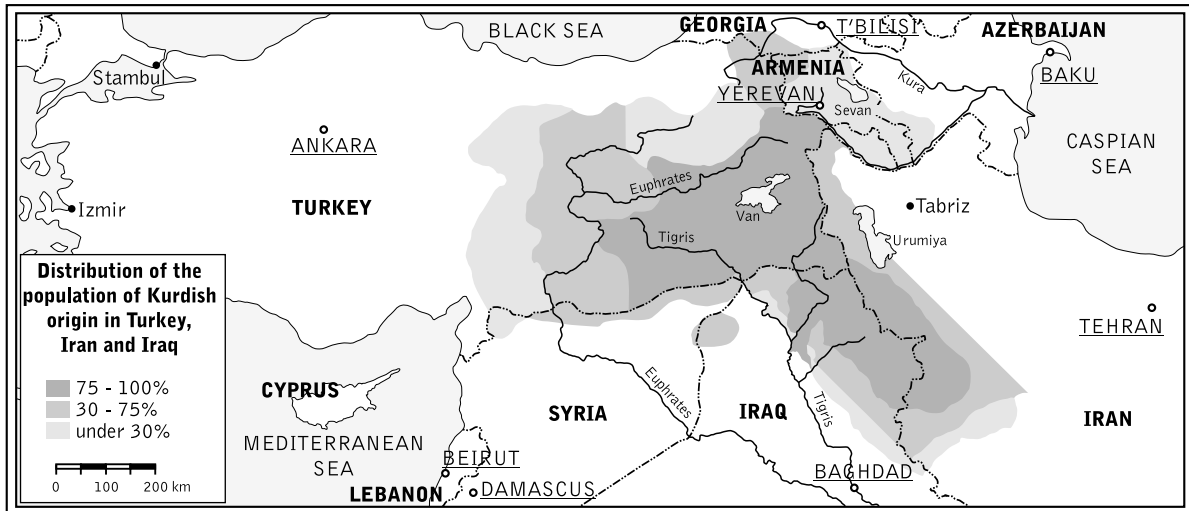 BLACK SEA
GEORGIA
T'BILISI
AZERBAIJAN
BAKU
Stambul
ARMENIA
YEREVAN
Kura
Sevan
ANKARA
CASPIAN
SEA
Euphrates
Izmir
TURKEY
Van
Tabriz
Tigris
Urumiya
Distribution of the
population of Kurdish
origin in Turkey,
Iran and Iraq
75 - 100%
30 - 75%
under 30%
0 100 200 km
TEHRAN
CYPRUS
SYRIA
Euphrates
IRAQ
Tigris
IRAN
MEDITERRANEAN
SEA
BEIRUT
BAGHDAD
LEBANON
DAMASCUS